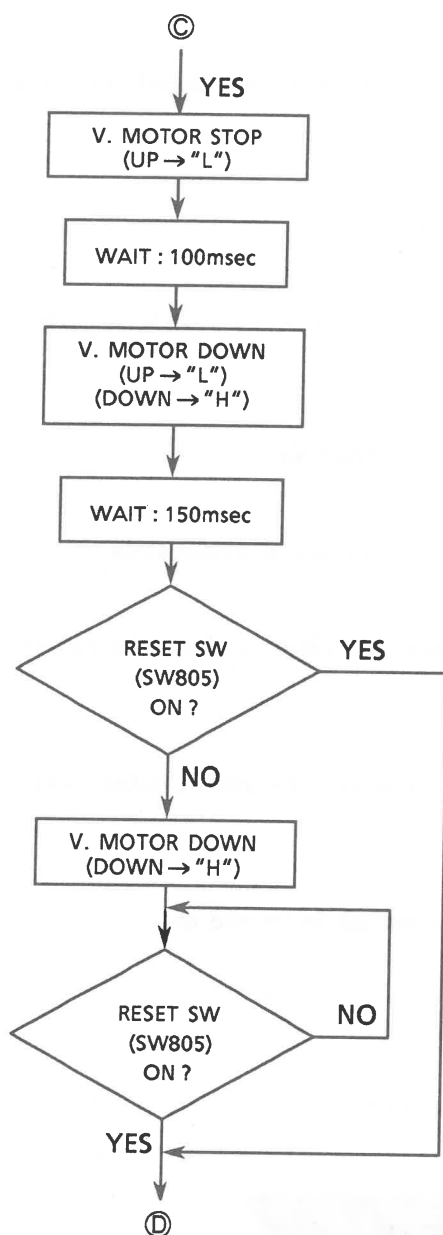 Ⓒ
YES
V. MOTOR STOP
(UP → "L")
WAIT : 100msec
V. MOTOR DOWN
(UP → "L")
(DOWN → "H")
WAIT : 150msec
RESET SW
(SW805)
ON ?
YES
NO
V. MOTOR DOWN
(DOWN → "H")
RESET SW
(SW805)
ON ?
NO
YES
Ⓓ